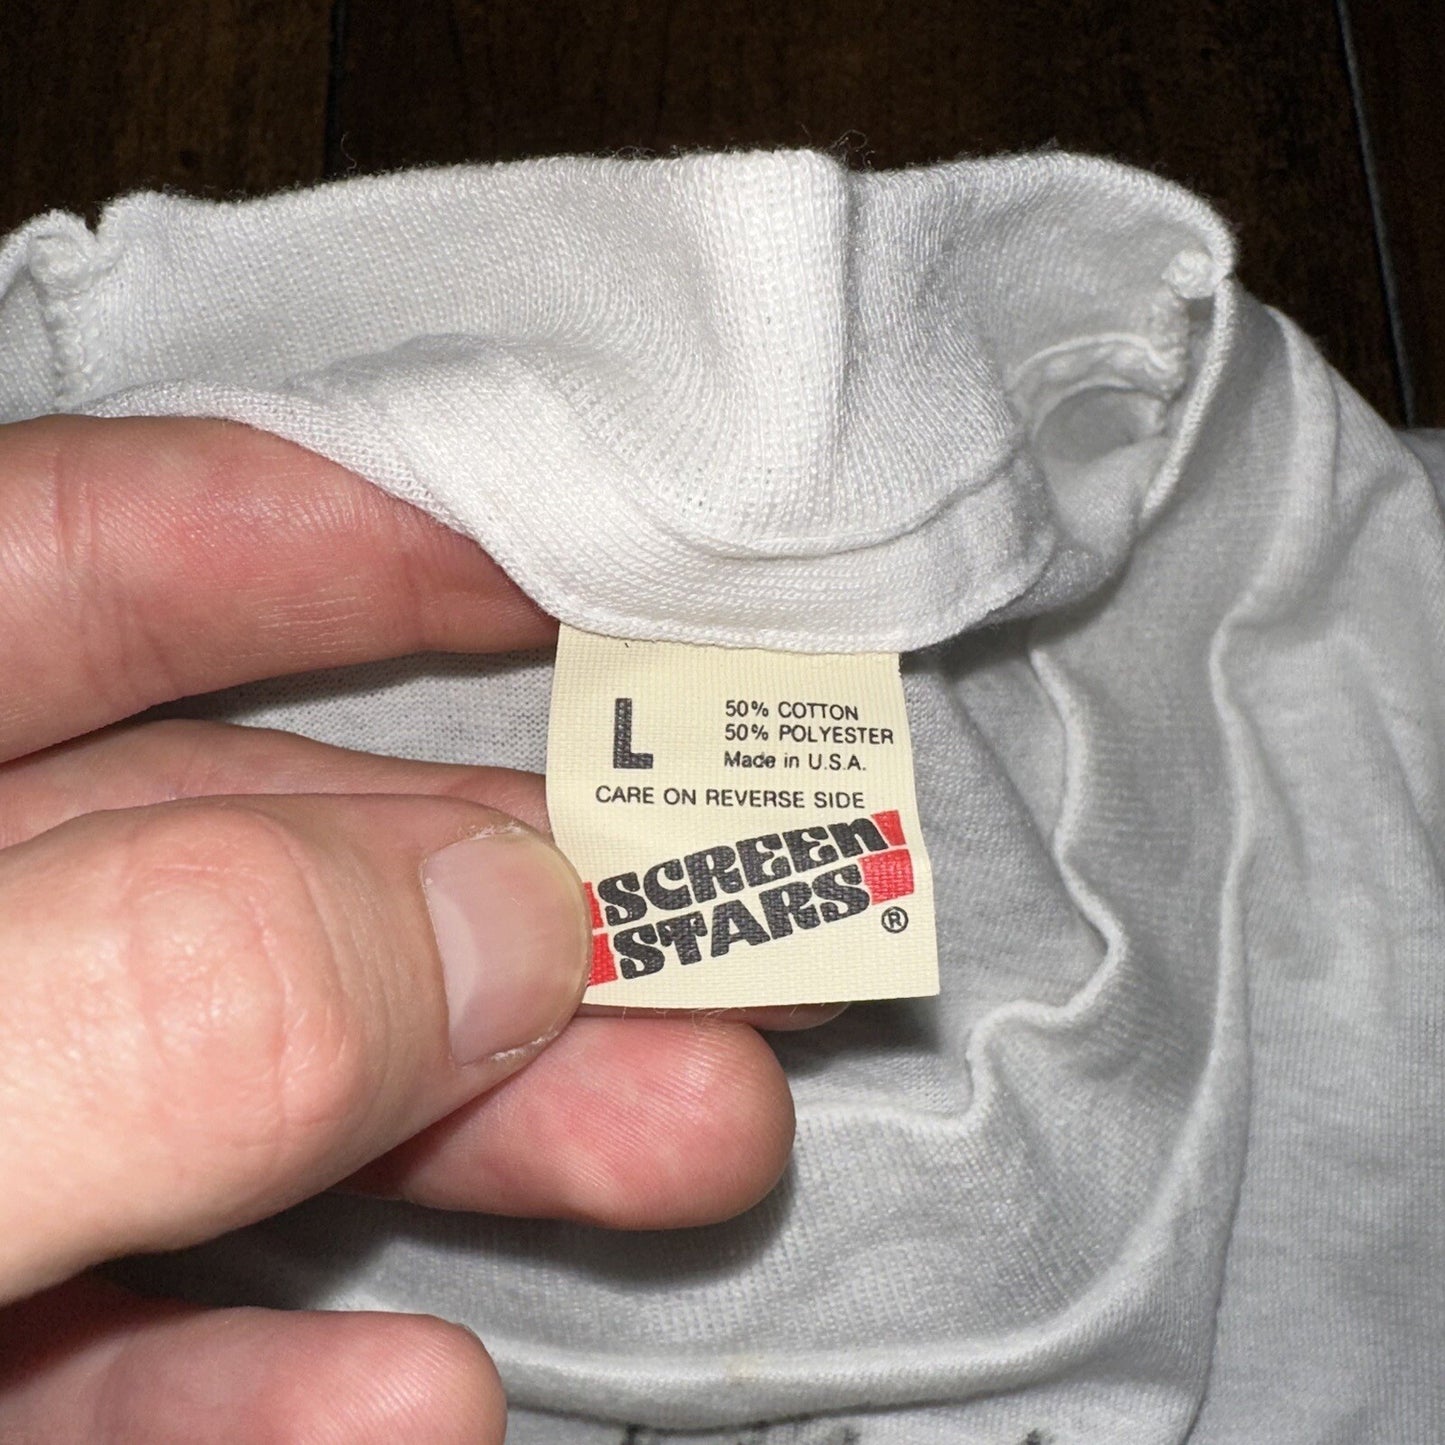 L
50% COTTON
50% POLYESTER
Made in U.S.A.
CARE ON REVERSE SIDE
SCREEn
STARS
®